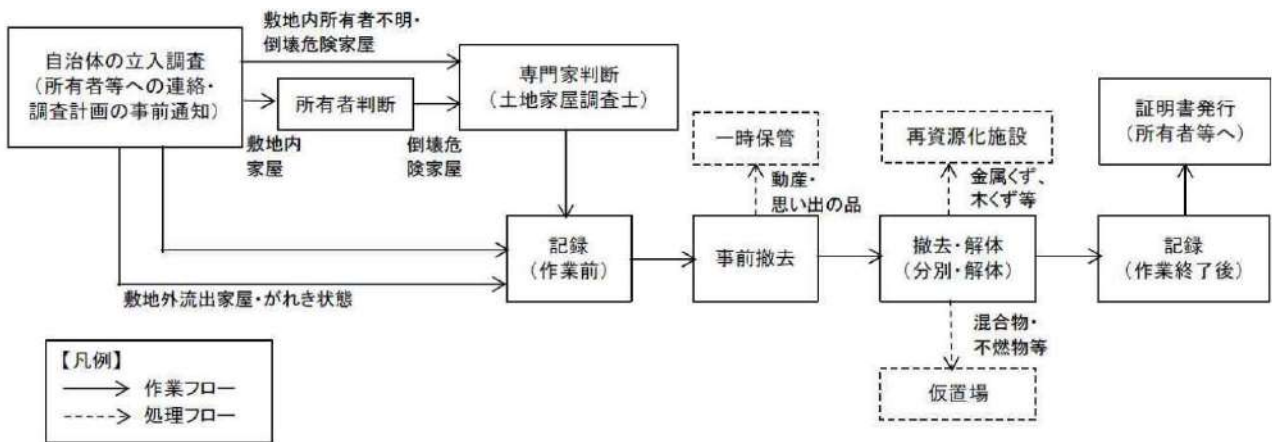 敷地内所有者不明・
倒壊危険家屋
自治体の立入調査
(所有者等への連絡・
調査計画の事前通知)
所有者判断
敷地内
家屋
倒壊危
険家屋
専門家判断
(土地家屋調査士)
一時保管
動産・
思い出の品
再資源化施設
金属くず、
木くず等
証明書発行
(所有者等へ)
記録
(作業前)
事前撤去
撤去・解体
(分別・解体)
記録
(作業終了後)
敷地外流出家屋・がれき状態
混合物・
不燃物等
仮置場
【凡例】
作業フロー
処理フロー